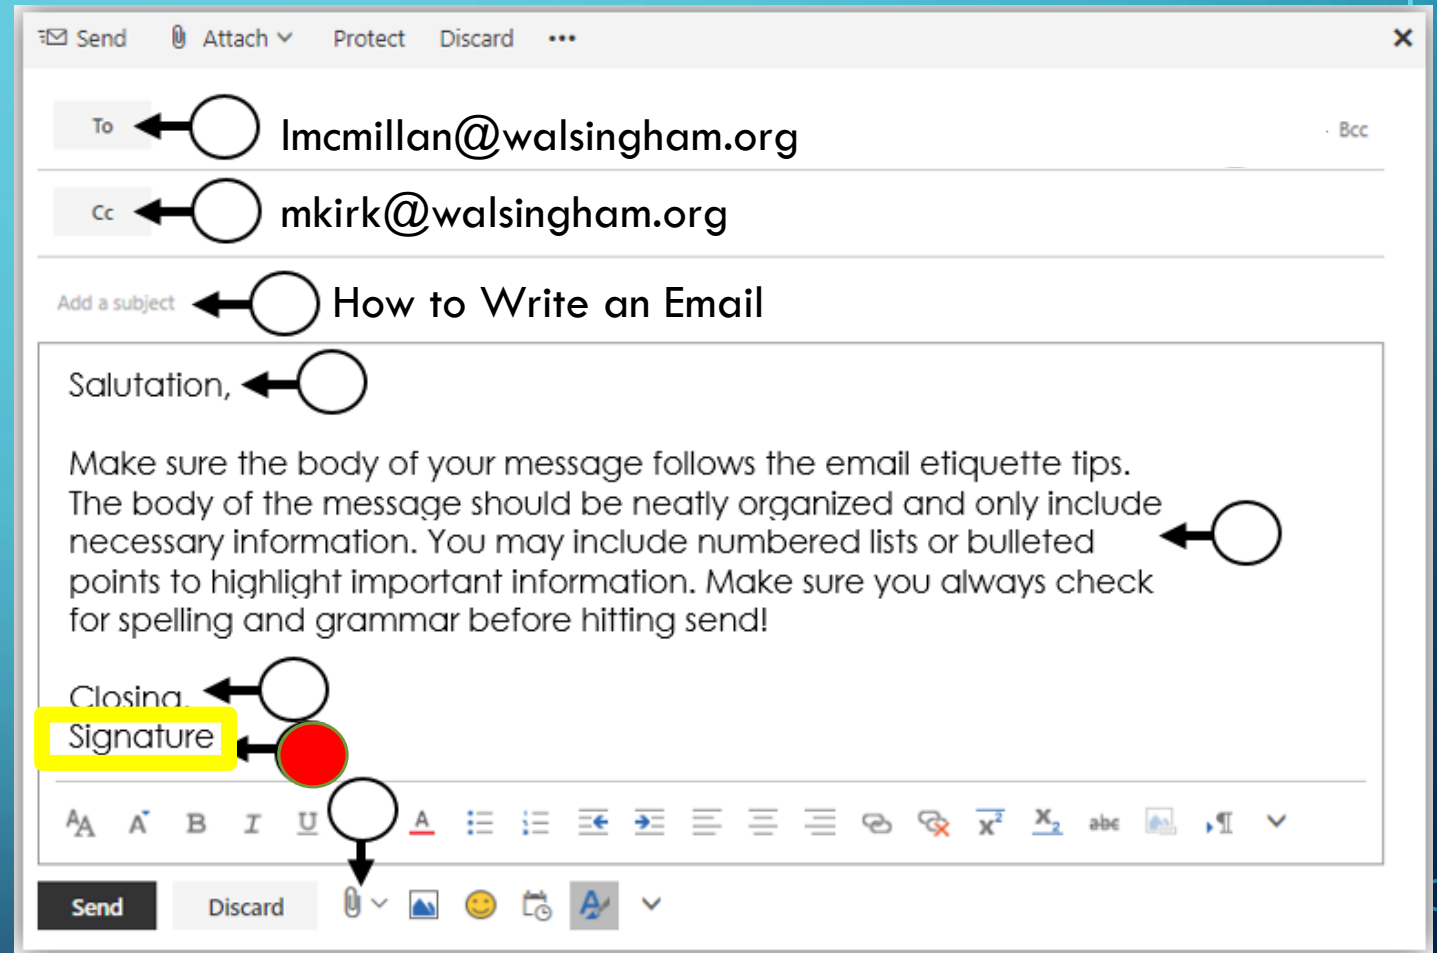 Send Attach Protect Discard •••
To lmcmillan@walsingham.org Bcc
Cc mkirk@walsingham.org
Add a subject How to Write an Email
Salutation,
Make sure the body of your message follows the email etiquette tips.
The body of the message should be neatly organized and only include
necessary information. You may include numbered lists or bulleted
points to highlight important information. Make sure you always check
for spelling and grammar before hitting send!
Closing,
Signature
AA A B I U A x² x₂ abc ¶
Send Discard A